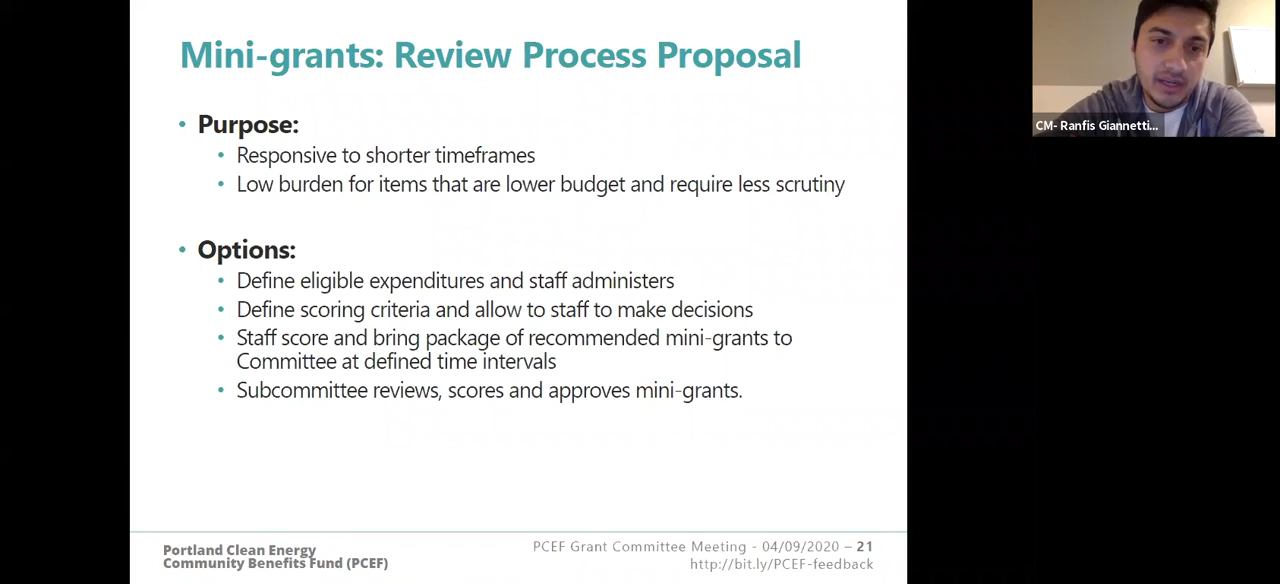 Mini-grants: Review Process Proposal
• Purpose:
• Responsive to shorter timeframes
• Low burden for items that are lower budget and require less scrutiny
• Options:
• Define eligible expenditures and staff administers
• Define scoring criteria and allow to staff to make decisions
• Staff score and bring package of recommended mini-grants to
Committee at defined time intervals
• Subcommittee reviews, scores and approves mini-grants.
Portland Clean Energy
Community Benefits Fund (PCEF)
PCEF Grant Committee Meeting - 04/09/2020 – 21
http://bit.ly/PCEF-feedback
CM- Ranfis Giannetti...